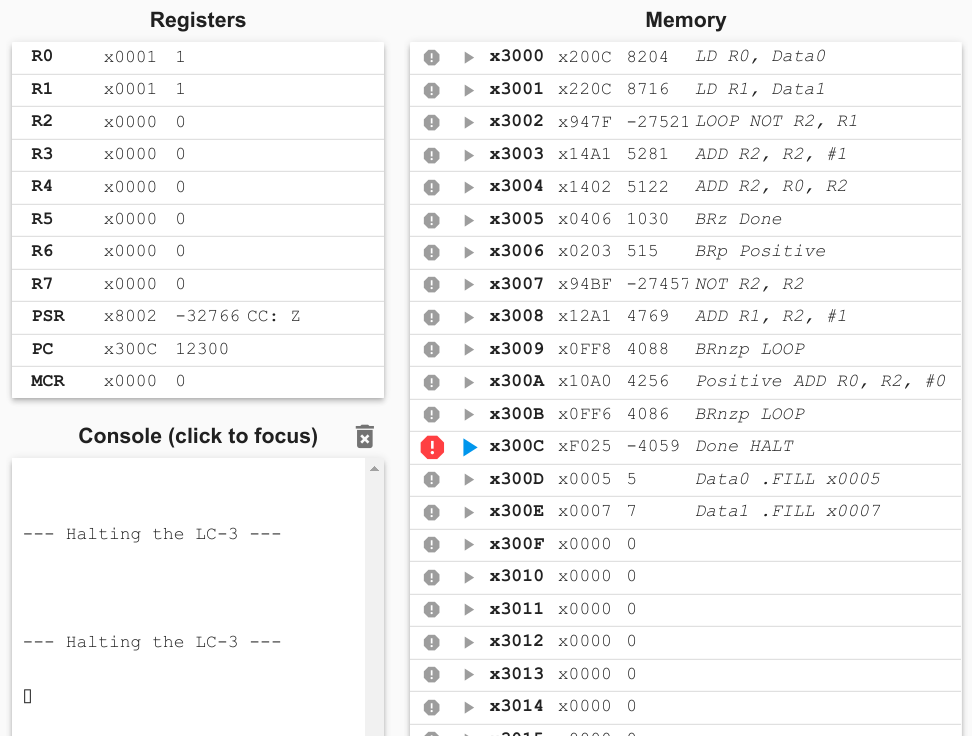 Registers
R0 x0001 1
R1 x0001 1
R2 x0000 0
R3 x0000 0
R4 x0000 0
R5 x0000 0
R6 x0000 0
R7 x0000 0
PSR x8002 -32766 CC: Z
PC x300C 12300
MCR x0000 0
Console (click to focus)
--- Halting the LC-3 ---
--- Halting the LC-3 ---
Memory
x3000 x200C 8204 LD R0, Data0
x3001 x220C 8716 LD R1, Data1
x3002 x947F -27521 LOOP NOT R2, R1
x3003 x14A1 5281 ADD R2, R2, #1
x3004 x1402 5122 ADD R2, R0, R2
x3005 x0406 1030 BRz Done
x3006 x0203 515 BRp Positive
x3007 x94BF -27457 NOT R2, R2
x3008 x12A1 4769 ADD R1, R2, #1
x3009 x0FF8 4088 BRnzp LOOP
x300A x10A0 4256 Positive ADD R0, R2, #0
x300B x0FF6 4086 BRnzp LOOP
x300C xF025 -4059 Done HALT
x300D x0005 5 Data0 .FILL x0005
x300E x0007 7 Data1 .FILL x0007
x300F x0000 0
x3010 x0000 0
x3011 x0000 0
x3012 x0000 0
x3013 x0000 0
x3014 x0000 0